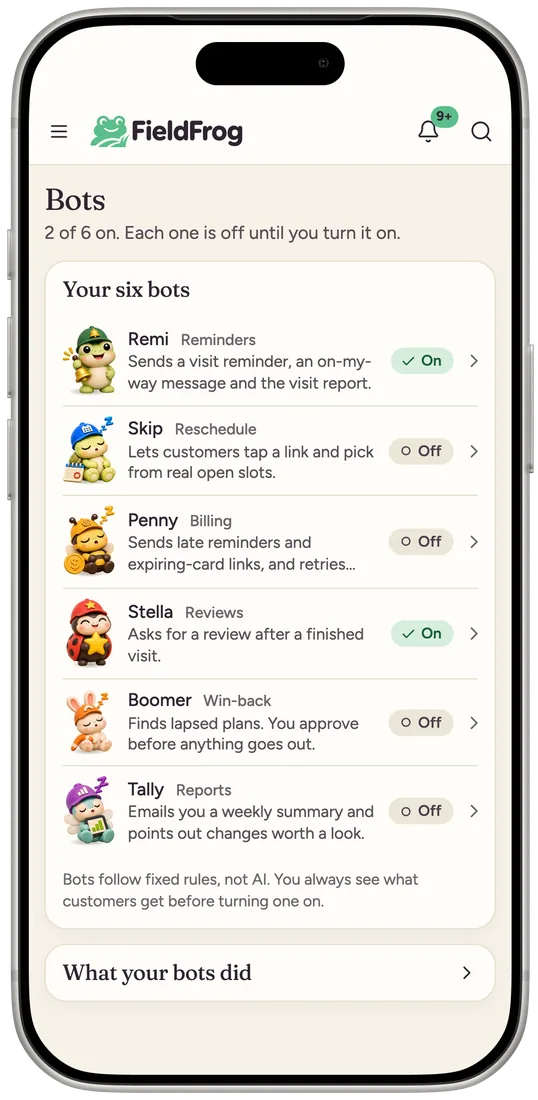 FieldFrog
9+
Bots
2 of 6 on. Each one is off until you turn it on.
Your six bots
Remi Reminders
Sends a visit reminder, an on-my-
way message and the visit report.
On
Skip Reschedule
Lets customers tap a link and pick
from real open slots.
Off
Penny Billing
Sends late reminders and
expiring-card links, and retries...
Off
Stella Reviews
Asks for a review after a finished
visit.
On
Boomer Win-back
Finds lapsed plans. You approve
before anything goes out.
Off
Tally Reports
Emails you a weekly summary and
points out changes worth a look.
Off
Bots follow fixed rules, not AI. You always see what
customers get before turning one on.
What your bots did